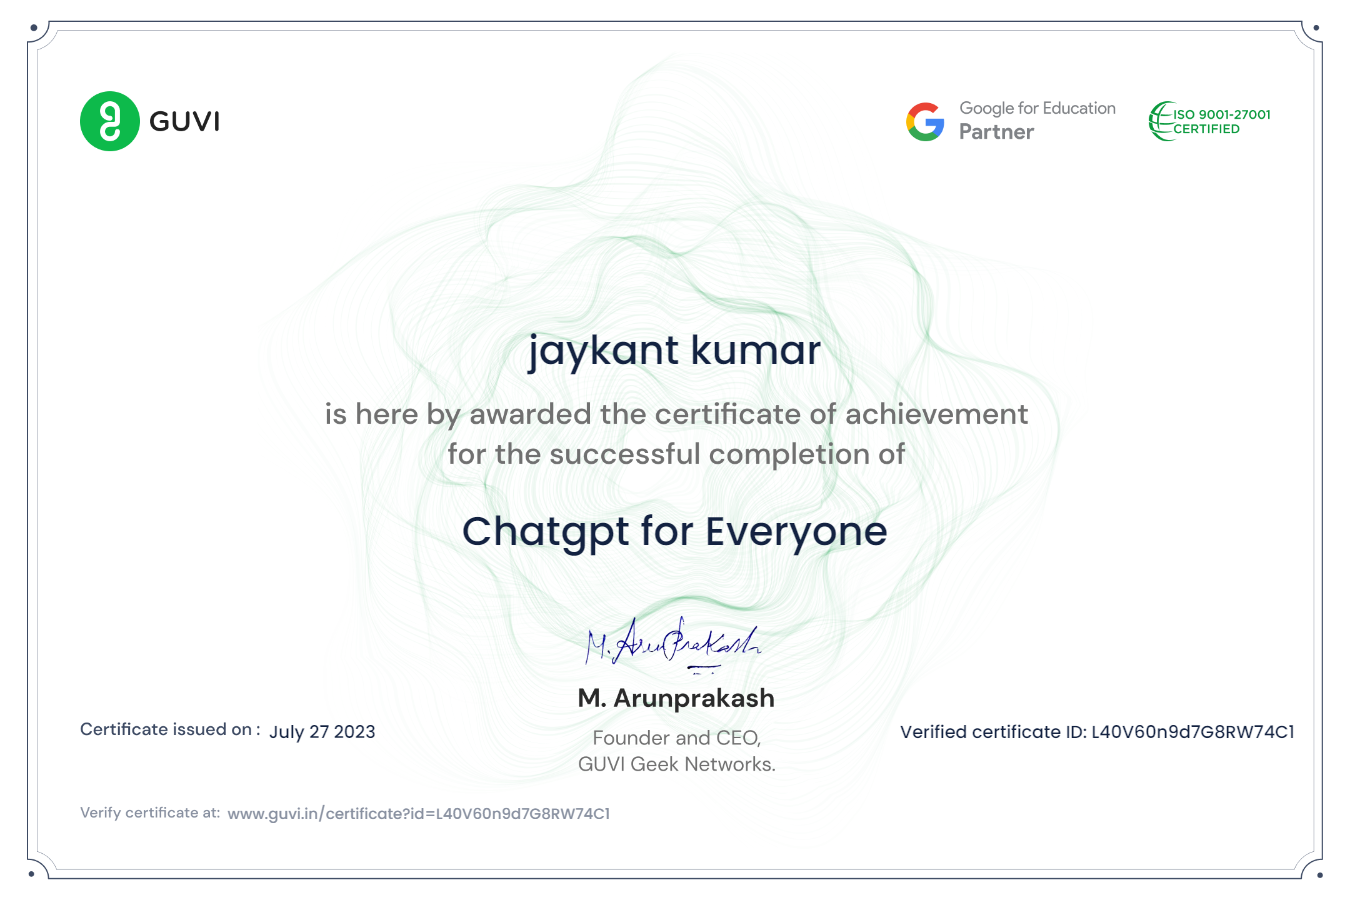 GUVI
Google for Education
Partner
ISO 9001-27001
CERTIFIED
jaykant kumar
is here by awarded the certificate of achievement
for the successful completion of
Chatgpt for Everyone
M. Arunprakash
M. Arunprakash
Founder and CEO,
GUVI Geek Networks.
Certificate issued on : July 27 2023
Verified certificate ID: L40V60n9d7G8RW74C1
Verify certificate at: www.guvi.in/certificate?id=L40V60n9d7G8RW74C1